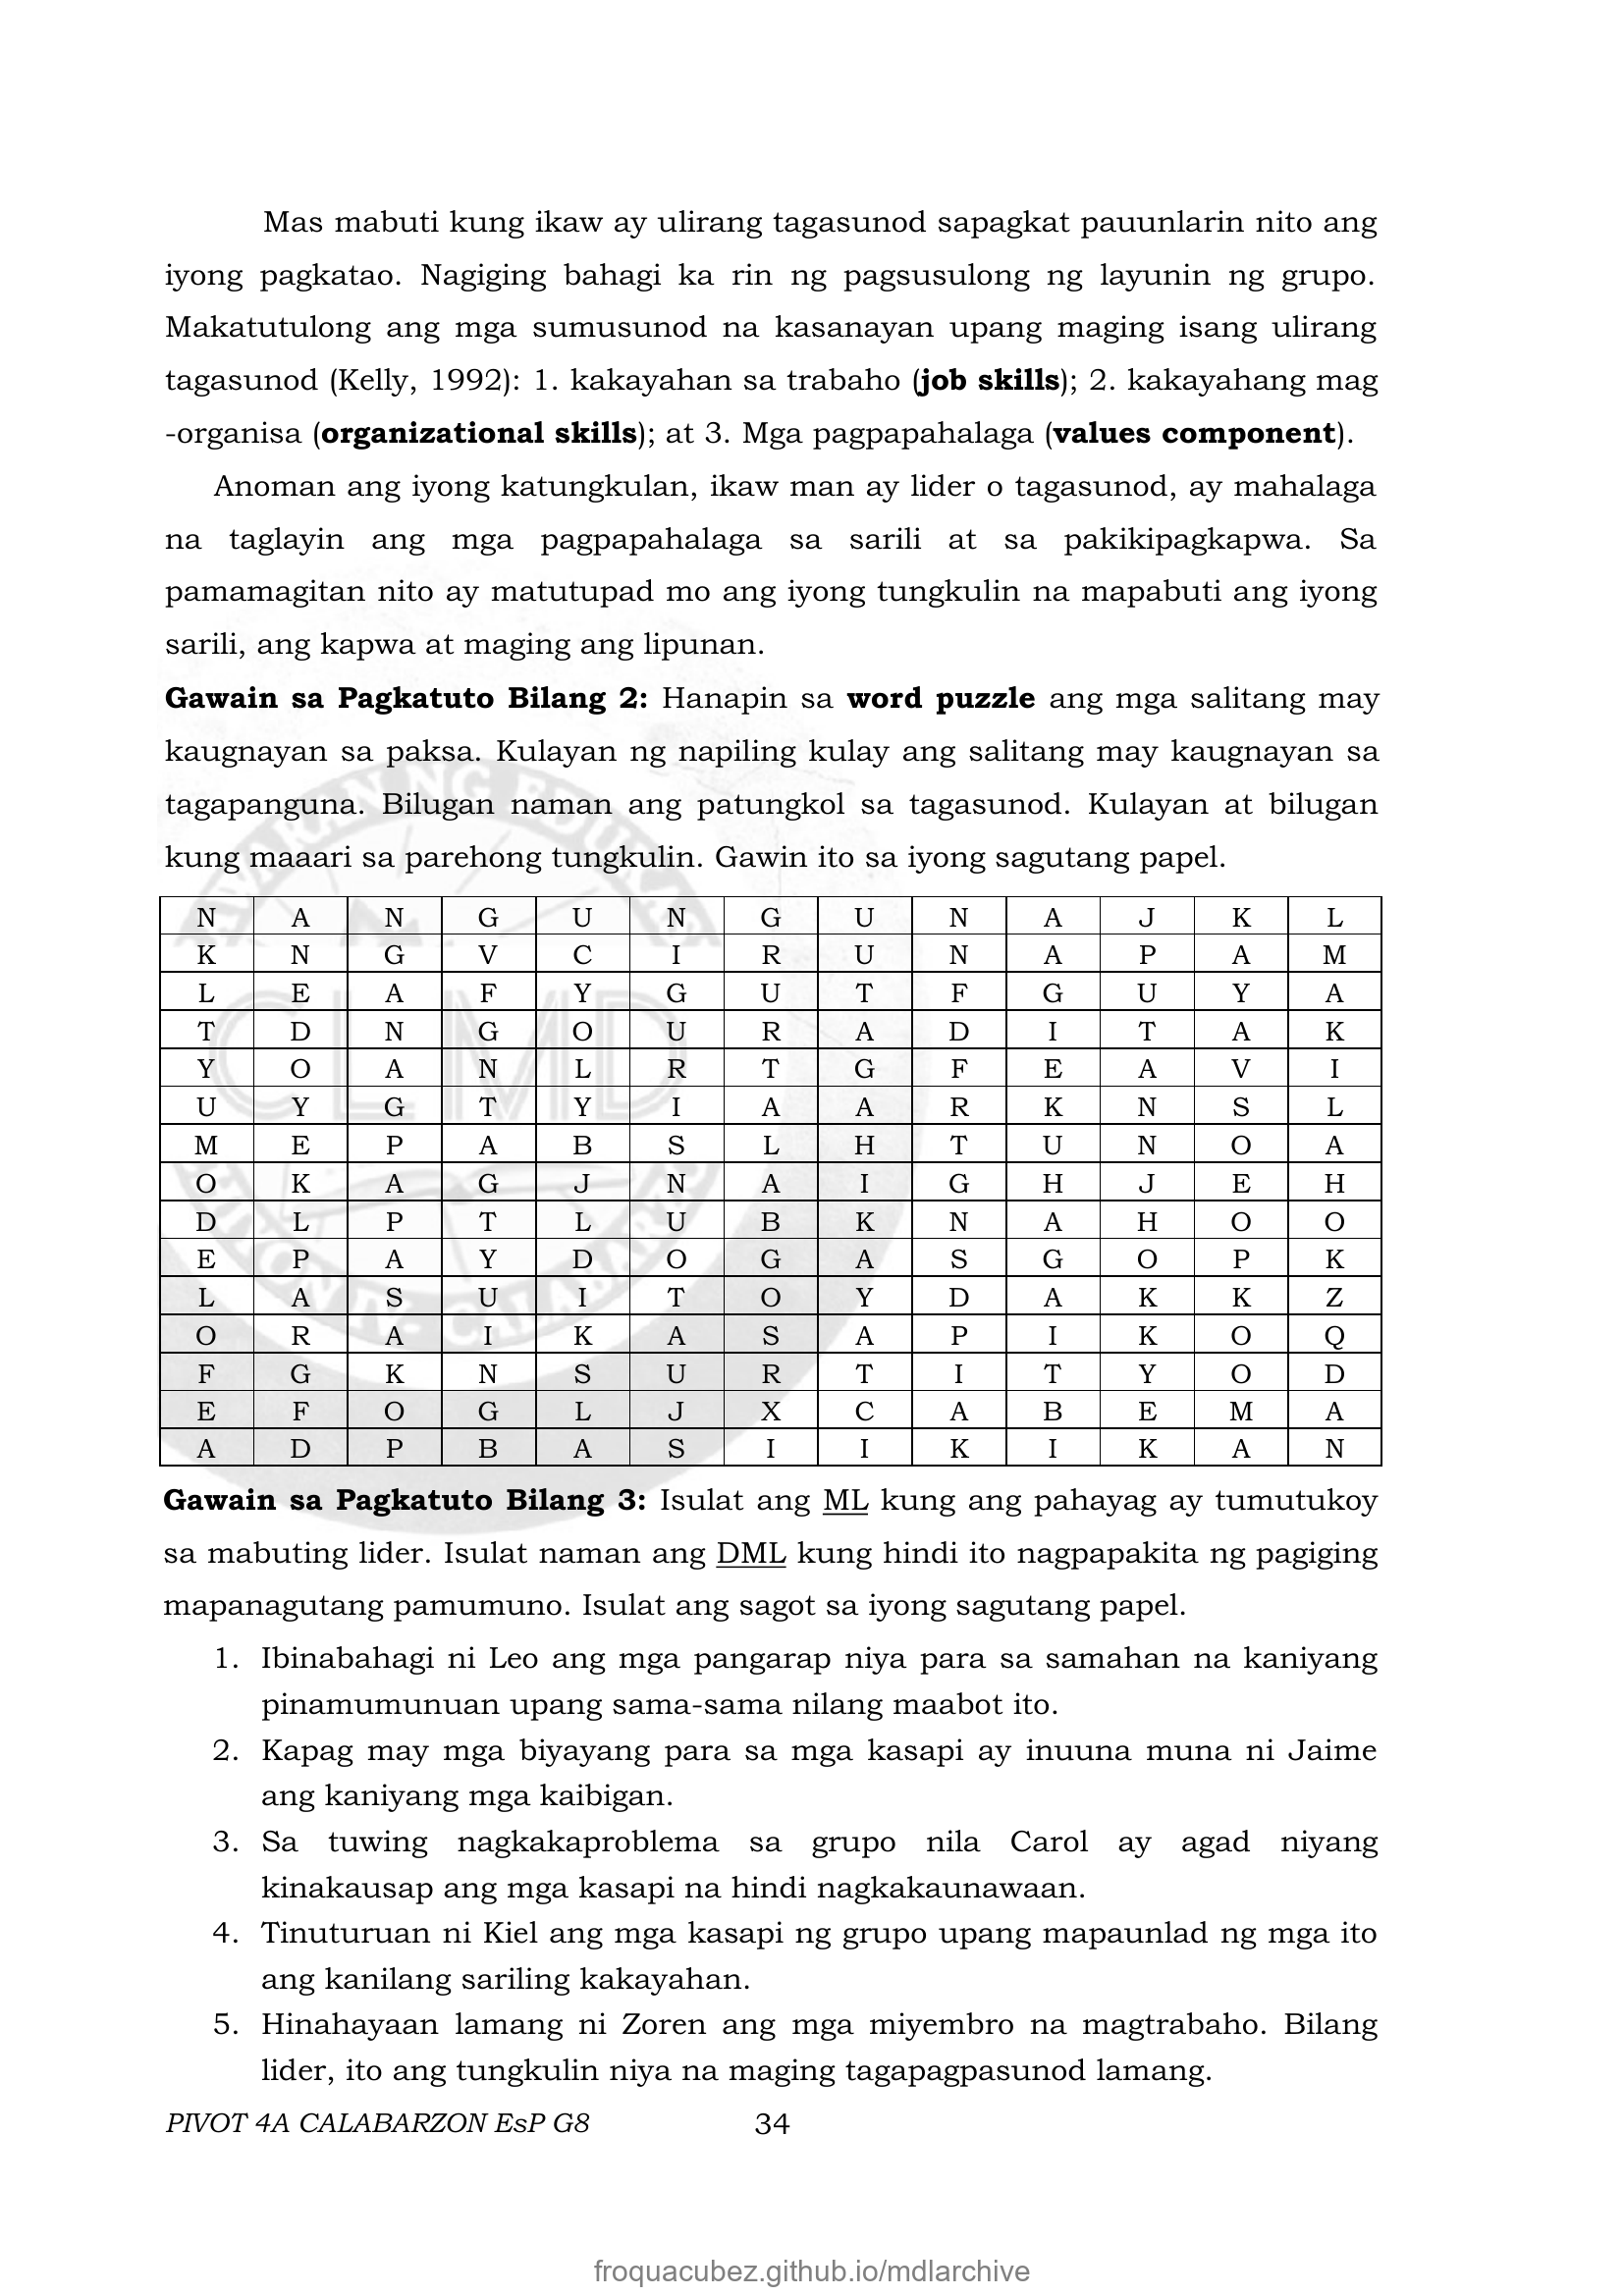 Mas mabuti kung ikaw ay ulirang tagasunod sapagkat pauunlarin nito ang
iyong pagkatao. Nagiging bahagi ka rin ng pagsusulong ng layunin ng grupo.
Makatutulong ang mga sumusunod na kasanayan upang maging isang ulirang
tagasunod (Kelly, 1992): 1. kakayahan sa trabaho (job skills); 2. kakayahang mag
-organisa (organizational skills); at 3. Mga pagpapahalaga (values component).
Anoman ang iyong katungkulan, ikaw man ay lider o tagasunod, ay mahalaga
na taglayin ang mga pagpapahalaga sa sarili at sa pakikipagkapwa. Sa
pamamagitan nito ay matutupad mo ang iyong tungkulin na mapabuti ang iyong
sarili, ang kapwa at maging ang lipunan.
Gawain sa Pagkatuto Bilang 2: Hanapin sa word puzzle ang mga salitang may
kaugnayan sa paksa. Kulayan ng napiling kulay ang salitang may kaugnayan sa
tagapanguna. Bilugan naman ang patungkol sa tagasunod. Kulayan at bilugan
kung maaari sa parehong tungkulin. Gawin ito sa iyong sagutang papel.
N A N G U N G U N A J K L
K N G V C I R U N A P A M
L E A F Y G U T F G U Y A
T D N G O U R A D I T A K
Y O A N L R T G F E A V I
U Y G T Y I A A R K N S L
M E P A B S L H T U N O A
O K A G J N A I G H J E H
D L P T L U B K N A H O O
E P A Y D O G A S G O P K
L A S U I T O Y D A K K Z
O R A I K A S A P I K O Q
F G K N S U R T I T Y O D
E F O G L J X C A B E M A
A D P B A S I I K I K A N
Gawain sa Pagkatuto Bilang 3: Isulat ang ML kung ang pahayag ay tumutukoy
sa mabuting lider. Isulat naman ang DML kung hindi ito nagpapakita ng pagiging
mapanagutang pamumuno. Isulat ang sagot sa iyong sagutang papel.
1. Ibinabahagi ni Leo ang mga pangarap niya para sa samahan na kaniyang
pinamumunuan upang sama-sama nilang maabot ito.
2. Kapag may mga biyayang para sa mga kasapi ay inuuna muna ni Jaime
ang kaniyang mga kaibigan.
3. Sa tuwing nagkakaproblema sa grupo nila Carol ay agad niyang
kinakausap ang mga kasapi na hindi nagkakaunawaan.
4. Tinuturuan ni Kiel ang mga kasapi ng grupo upang mapaunlad ng mga ito
ang kanilang sariling kakayahan.
5. Hinahayaan lamang ni Zoren ang mga miyembro na magtrabaho. Bilang
lider, ito ang tungkulin niya na maging tagapagpasunod lamang.
PIVOT 4A CALABARZON EsP G8 34
froquacubez.github.io/mdlarchive
CLMD